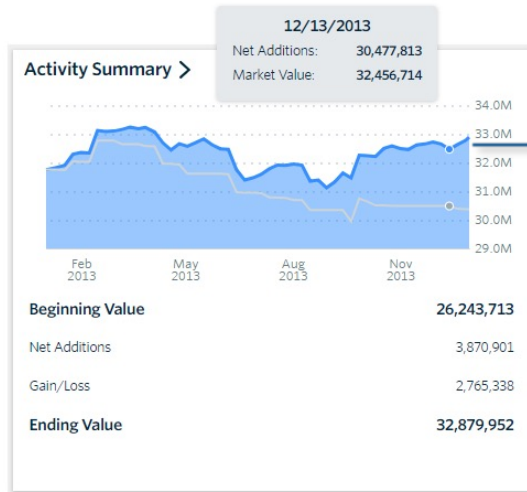 12/13/2013
Net Additions: 30,477,813
Market Value: 32,456,714
Activity Summary
34.0M
33.0M
32.0M
31.0M
30.0M
29.0M
Feb 2013
May 2013
Aug 2013
Nov 2013
Beginning Value 26,243,713
Net Additions 3,870,901
Gain/Loss 2,765,338
Ending Value 32,879,952